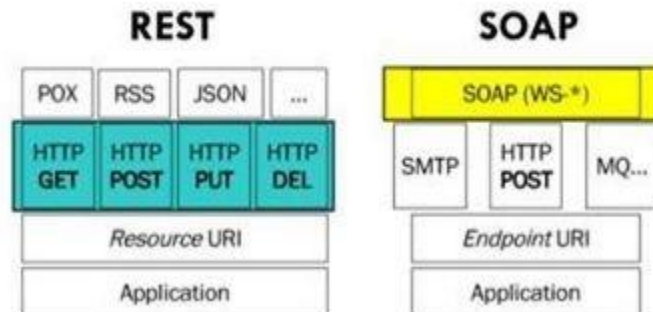 REST
POX RSS JSON ...
HTTP GET HTTP POST HTTP PUT HTTP DEL
Resource URI
Application
SOAP
SOAP (WS-*)
SMTP HTTP POST MQ...
Endpoint URI
Application